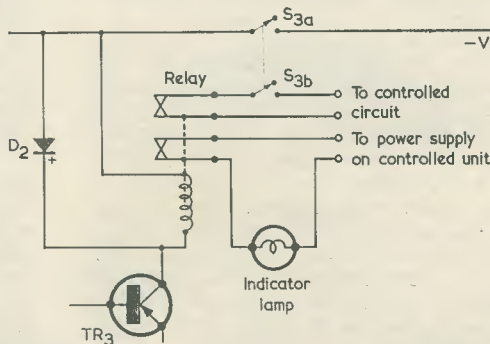 S3a
−V
S3b
Relay
To controlled
circuit
To power supply
on controlled unit
D2
+
Indicator
lamp
TR3